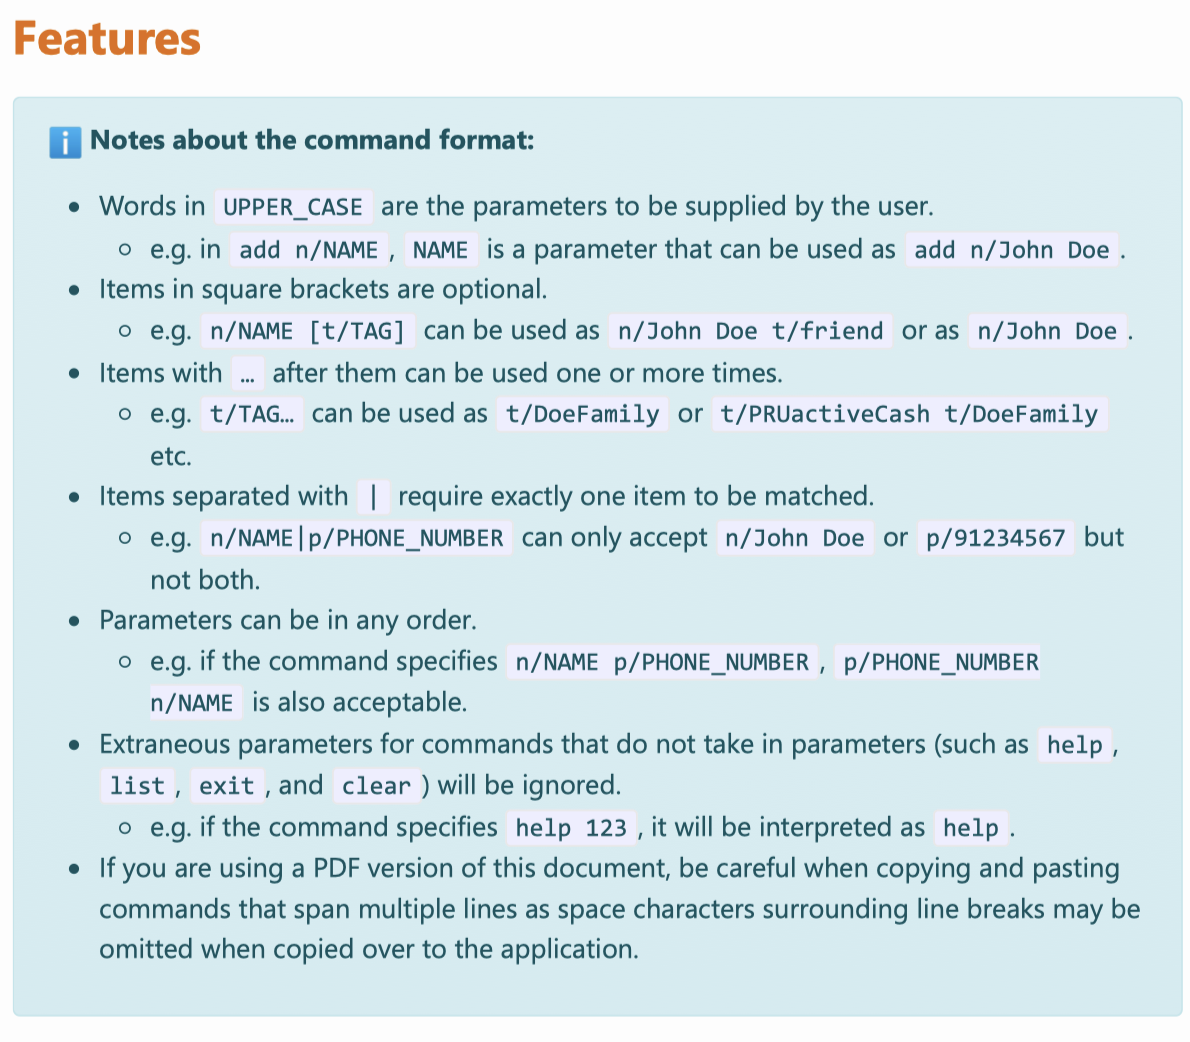 Features
ℹ️ Notes about the command format:
• Words in UPPER_CASE are the parameters to be supplied by the user.
○ e.g. in add n/NAME , NAME is a parameter that can be used as add n/John Doe .
• Items in square brackets are optional.
○ e.g. n/NAME [t/TAG] can be used as n/John Doe t/friend or as n/John Doe .
• Items with … after them can be used one or more times.
○ e.g. t/TAG… can be used as t/DoeFamily or t/PRUactiveCash t/DoeFamily
etc.
• Items separated with | require exactly one item to be matched.
○ e.g. n/NAME|p/PHONE_NUMBER can only accept n/John Doe or p/91234567 but
not both.
• Parameters can be in any order.
○ e.g. if the command specifies n/NAME p/PHONE_NUMBER , p/PHONE_NUMBER
n/NAME is also acceptable.
• Extraneous parameters for commands that do not take in parameters (such as help ,
list , exit , and clear ) will be ignored.
○ e.g. if the command specifies help 123 , it will be interpreted as help .
• If you are using a PDF version of this document, be careful when copying and pasting
commands that span multiple lines as space characters surrounding line breaks may be
omitted when copied over to the application.